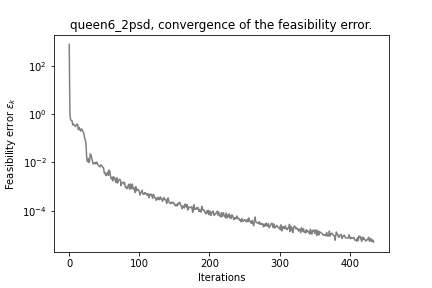 queen6_2psd, convergence of the feasibility error.
Feasibility error εₖ
10²
10⁰
10⁻²
10⁻⁴
0 100 200 300 400
Iterations